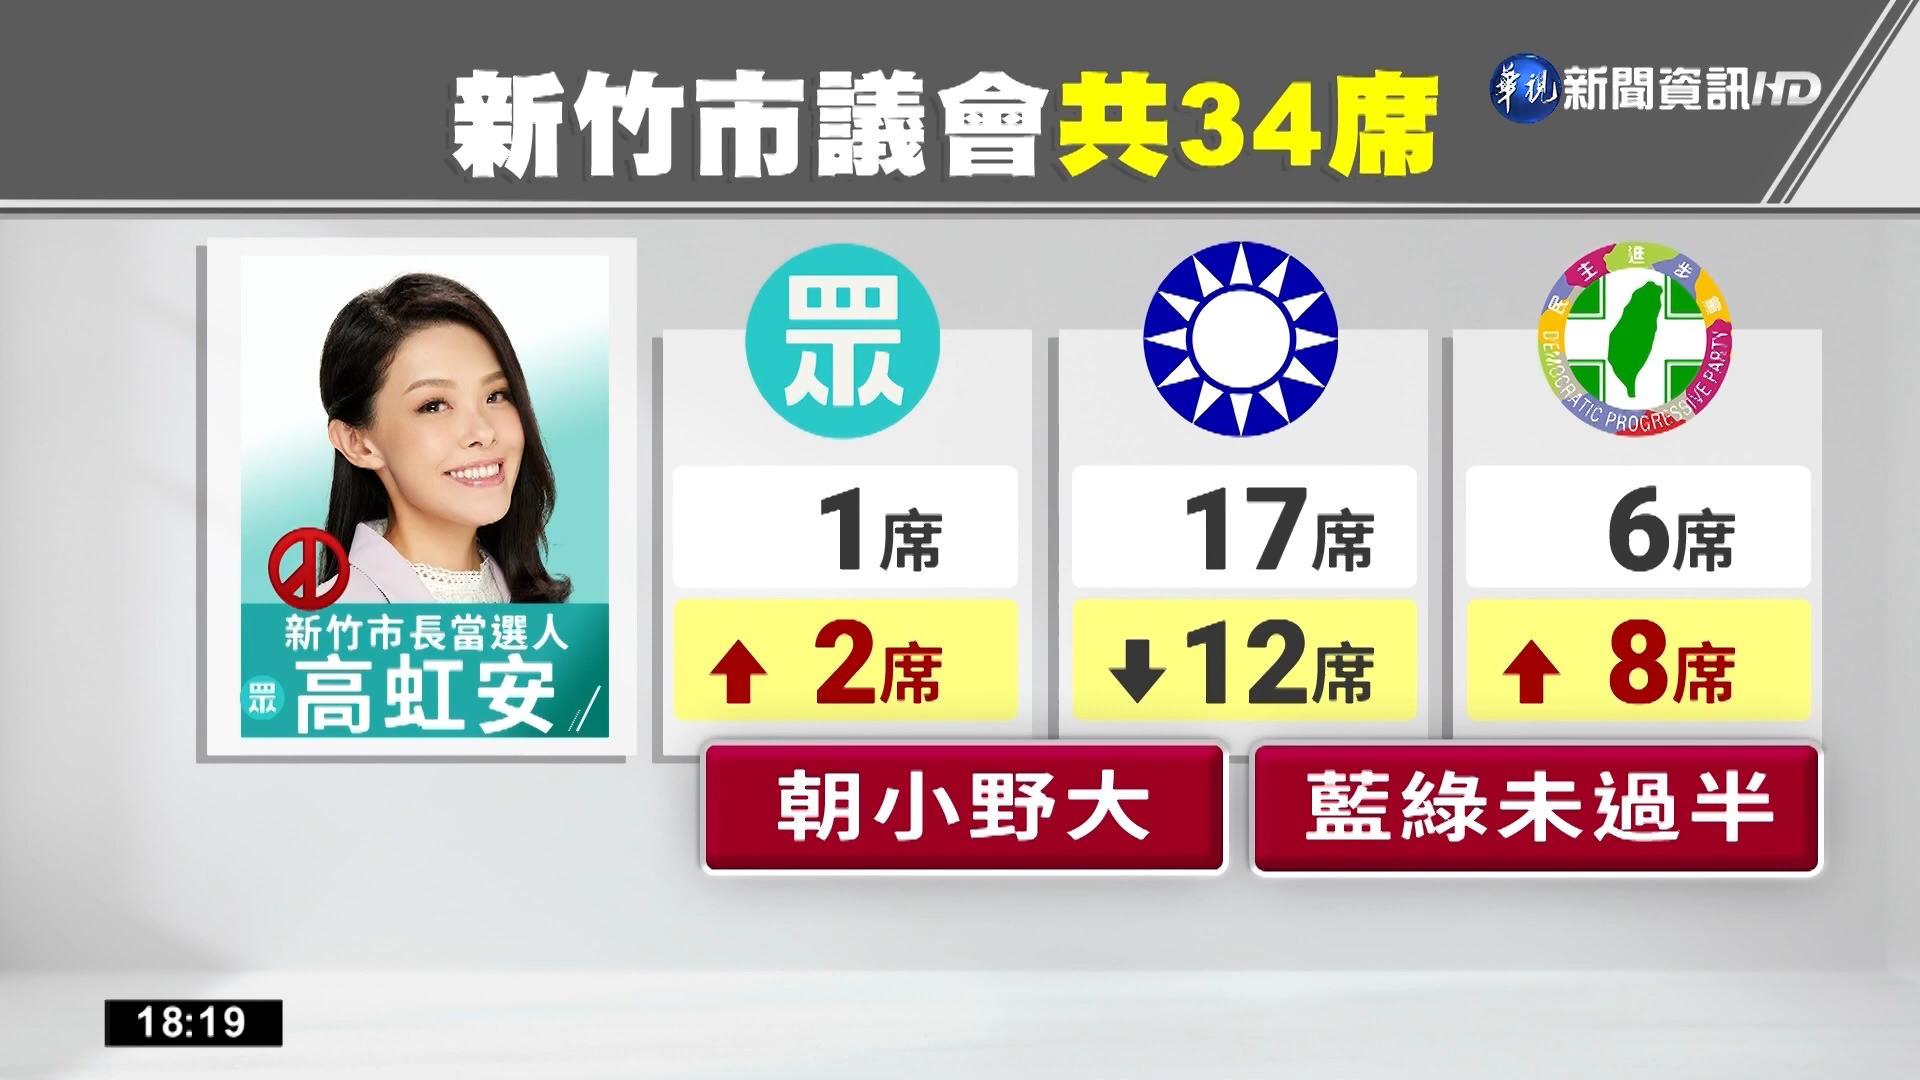 新竹市議會共34席
華視新聞資訊HD
眾
民主進步黨
DEMOCRATIC PROGRESSIVE PARTY
1席
17席
6席
2席
12席
8席
新竹市長當選人
眾 高虹安
朝小野大
藍綠未過半
18:19